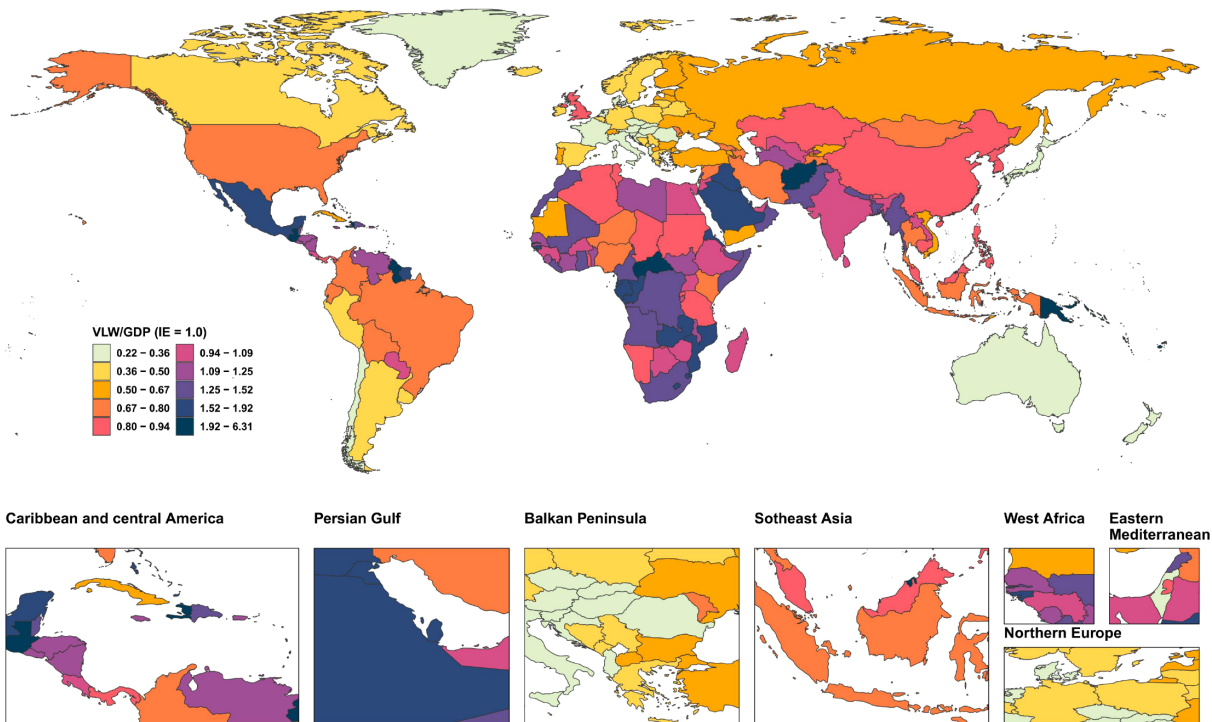 VLW/GDP (IE = 1.0)
0.22 – 0.36
0.36 – 0.50
0.50 – 0.67
0.67 – 0.80
0.80 – 0.94
0.94 – 1.09
1.09 – 1.25
1.25 – 1.52
1.52 – 1.92
1.92 – 6.31
Caribbean and central America
Persian Gulf
Balkan Peninsula
Sotheast Asia
West Africa
Eastern
Mediterranean
Northern Europe